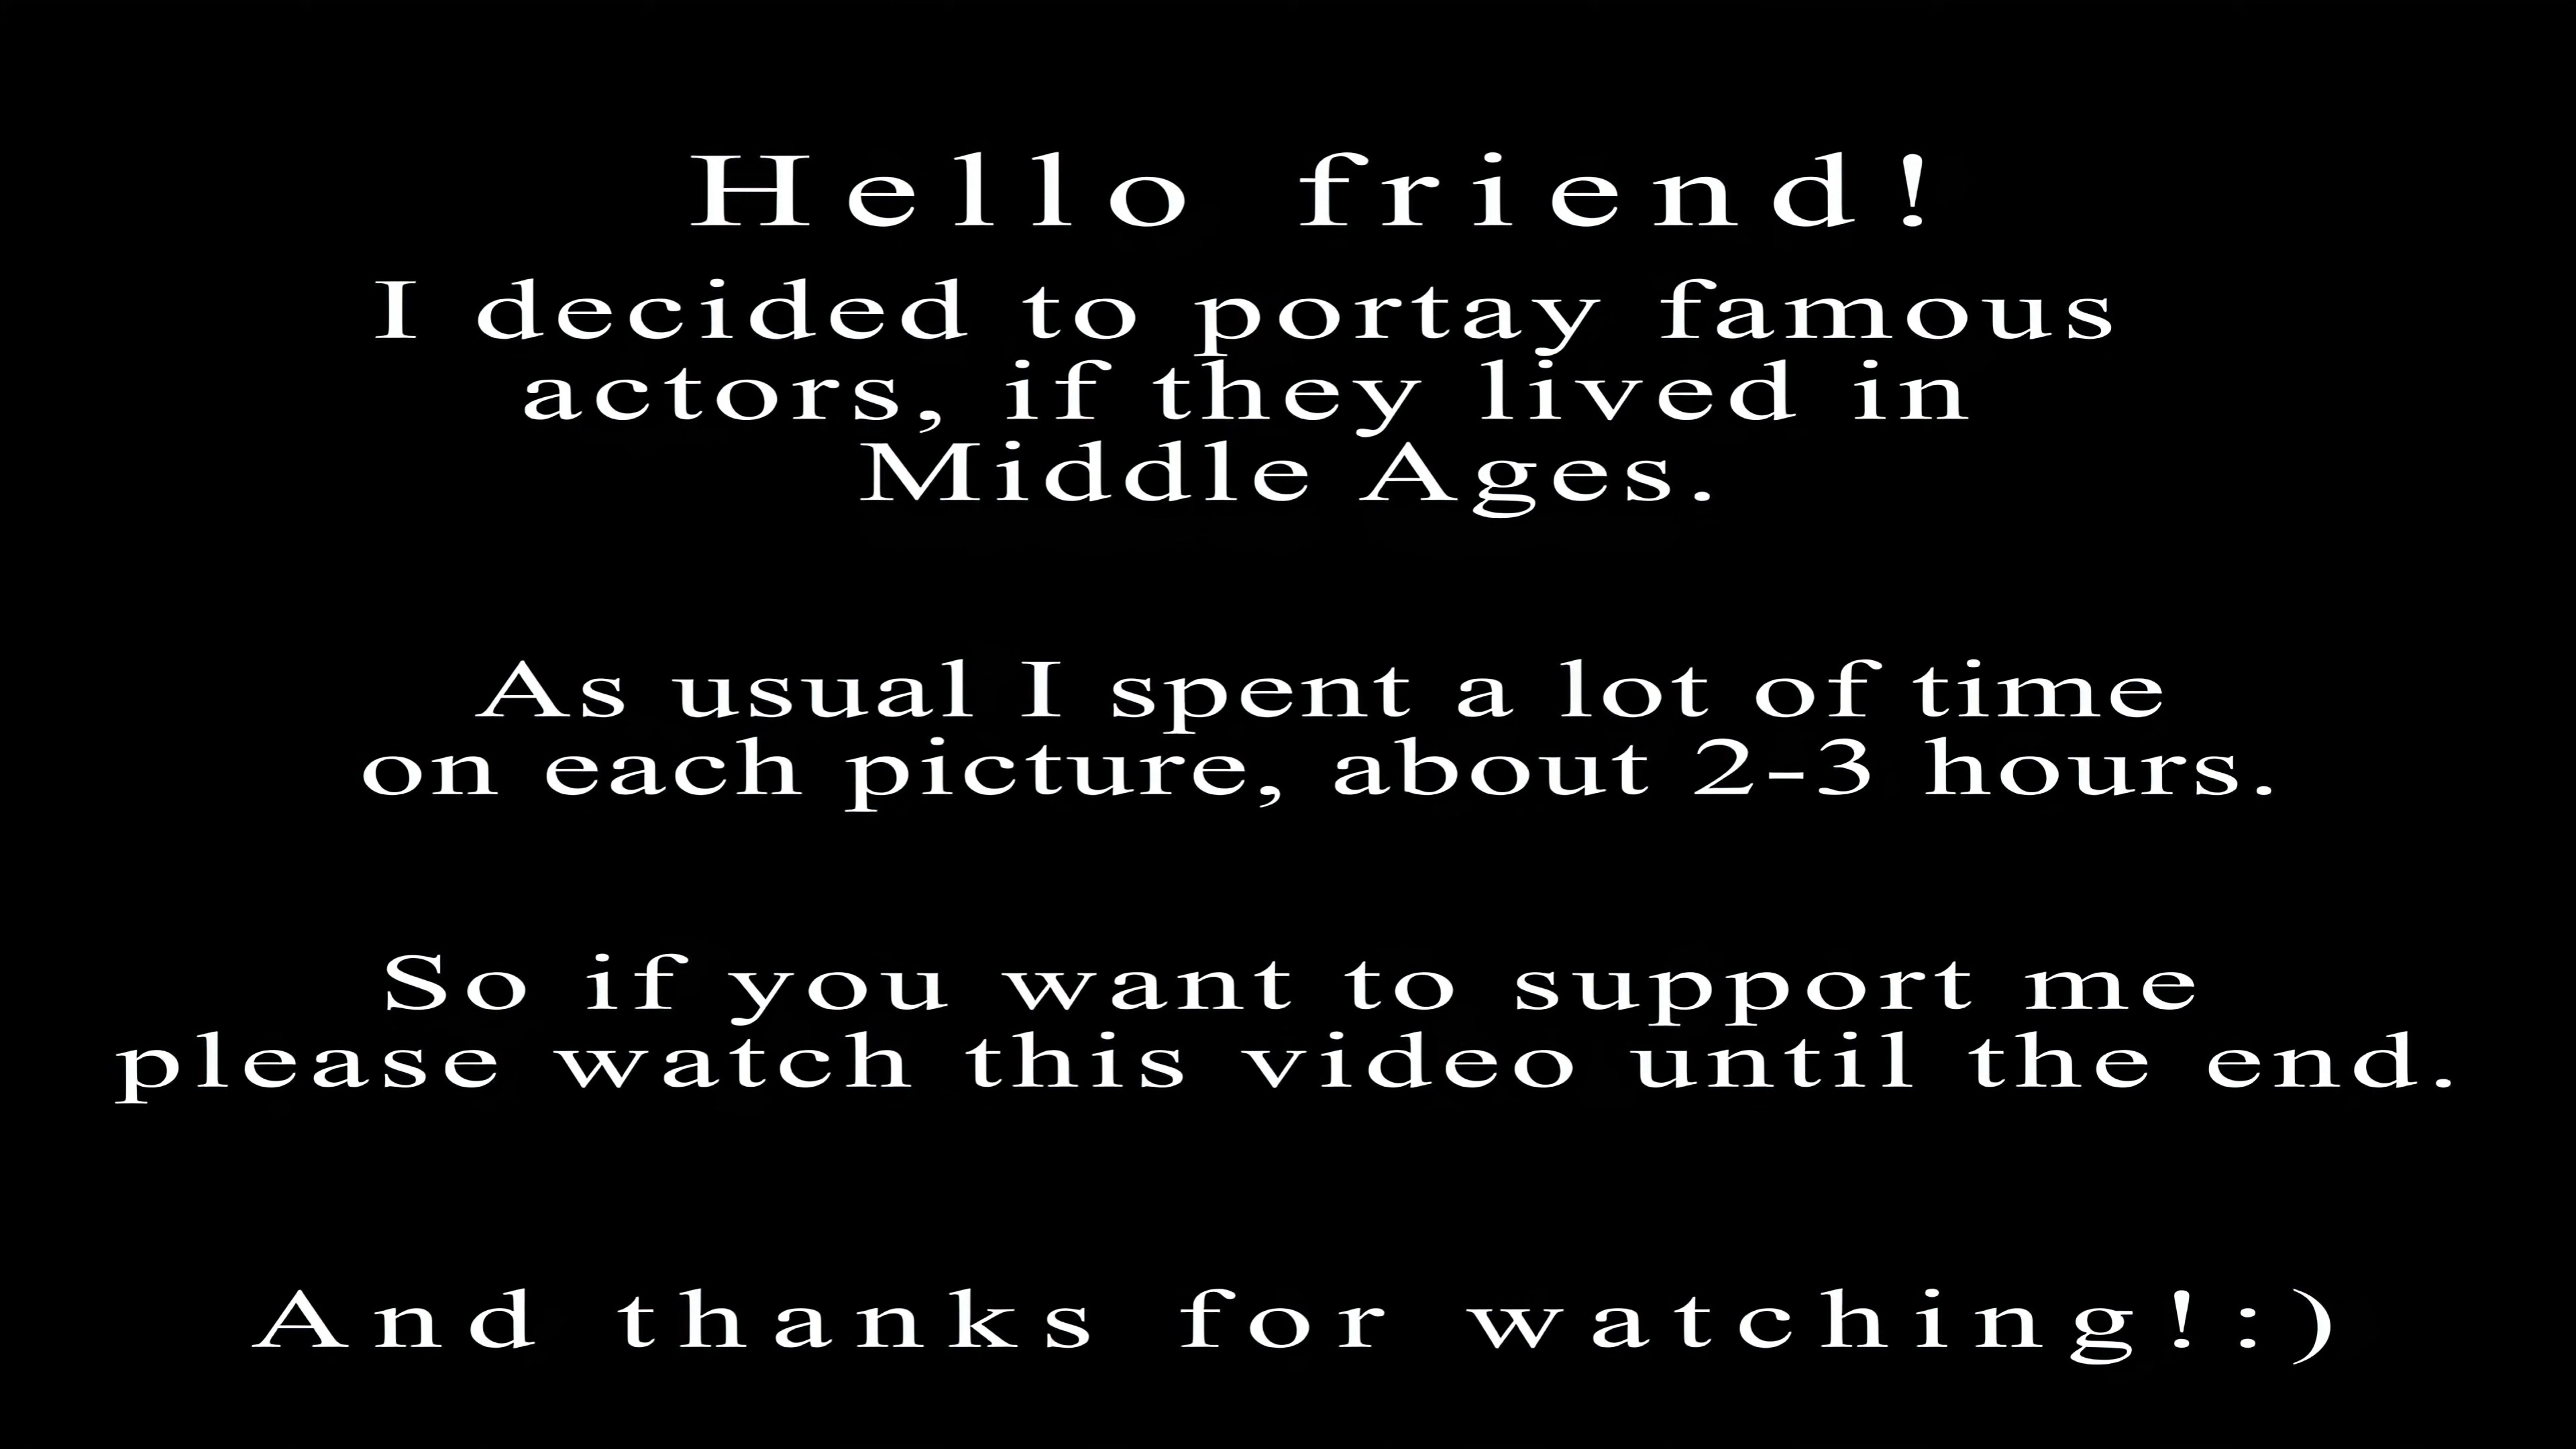 Hello friend!
I decided to portay famous
actors, if they lived in
Middle Ages.
As usual I spent a lot of time
on each picture, about 2-3 hours.
So if you want to support me
please watch this video until the end.
And thanks for watching!:)